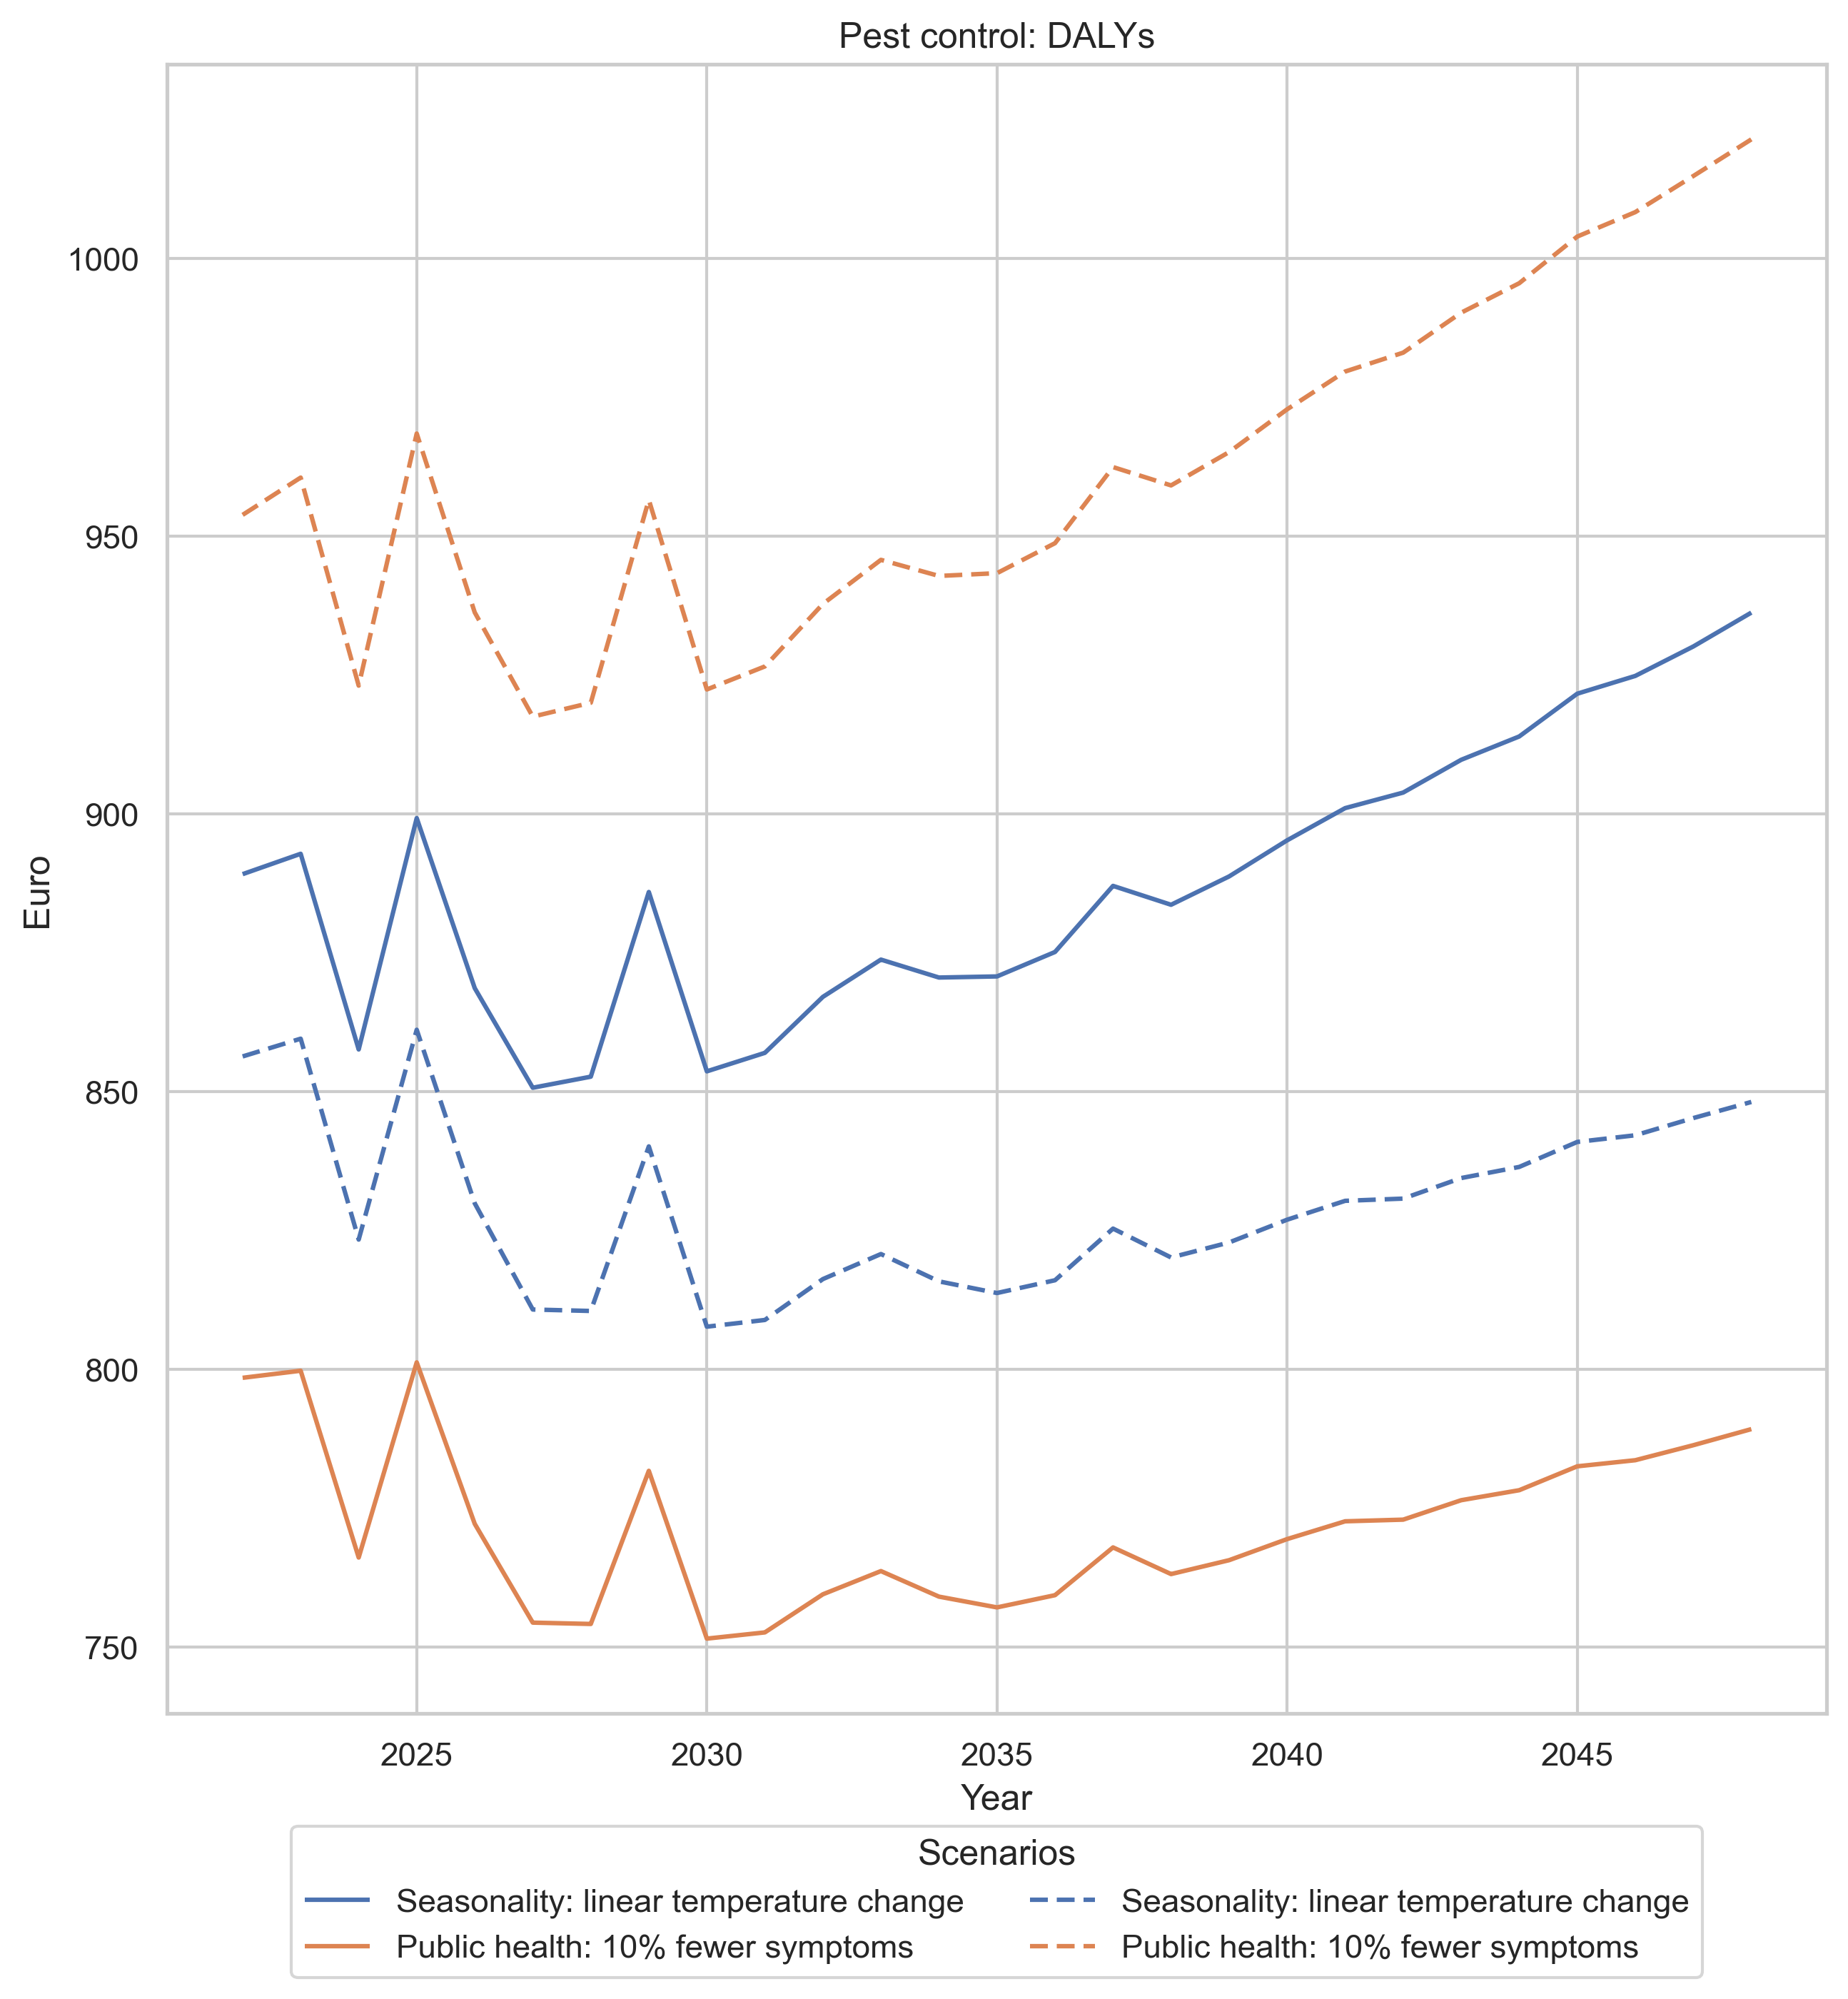 Pest control: DALYs
1000
950
900
850
800
750
Euro
2025 2030 2035 2040 2045
Year
Scenarios
Seasonality: linear temperature change Seasonality: linear temperature change
Public health: 10% fewer symptoms Public health: 10% fewer symptoms